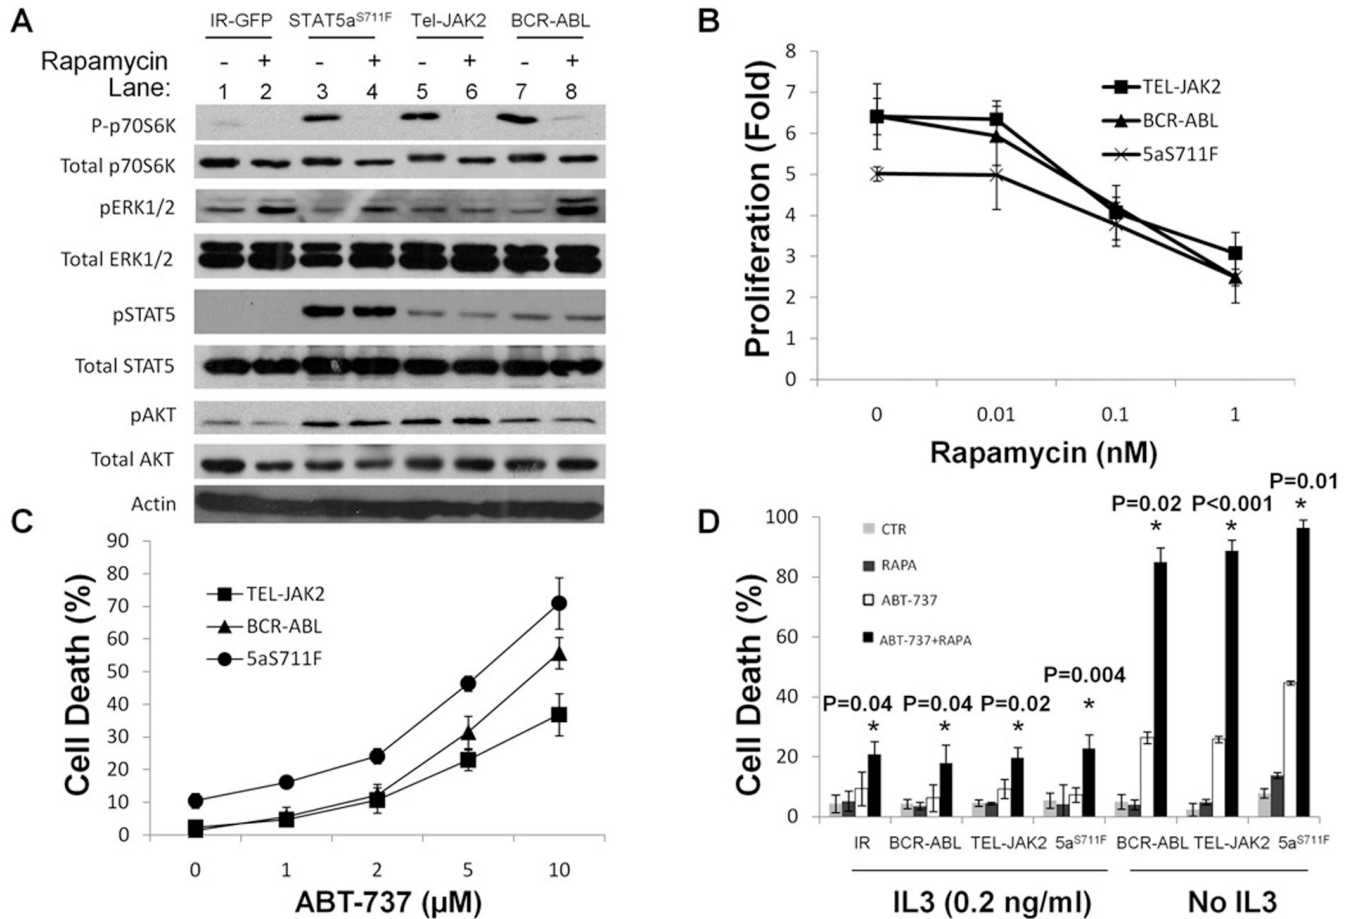 A
IR-GFP STAT5aS711F Tel-JAK2 BCR-ABL
Rapamycin - + - + - + - +
Lane: 1 2 3 4 5 6 7 8
P-p70S6K
Total p70S6K
pERK1/2
Total ERK1/2
pSTAT5
Total STAT5
pAKT
Total AKT
Actin
B
Proliferation (Fold)
8
7
6
5
4
3
2
1
0
TEL-JAK2
BCR-ABL
5aS711F
0 0.01 0.1 1
Rapamycin (nM)
C
Cell Death (%)
90
80
70
60
50
40
30
20
10
0
TEL-JAK2
BCR-ABL
5aS711F
0 1 2 5 10
ABT-737 (µM)
D
Cell Death (%)
100
80
60
40
20
0
CTR
RAPA
ABT-737
ABT-737+RAPA
P=0.04 P=0.04 P=0.02 P=0.004 P=0.02 P<0.001 P=0.01
* * * * * * *
IR BCR-ABL TEL-JAK2 5aS711F BCR-ABL TEL-JAK2 5aS711F
IL3 (0.2 ng/ml) No IL3